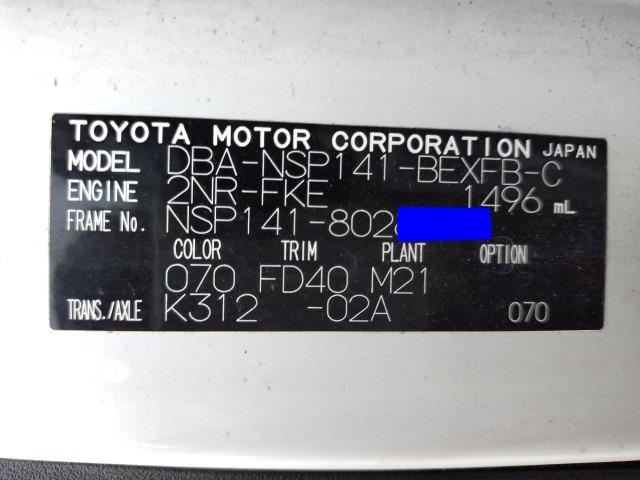 TOYOTA MOTOR CORPORATION JAPAN
MODEL DBA-NSP141-BEXFB-C
ENGINE 2NR-FKE 1496 mL
FRAME No. NSP141-802
COLOR TRIM PLANT OPTION
070 FD40 M21
TRANS./AXLE K312 -02A 070